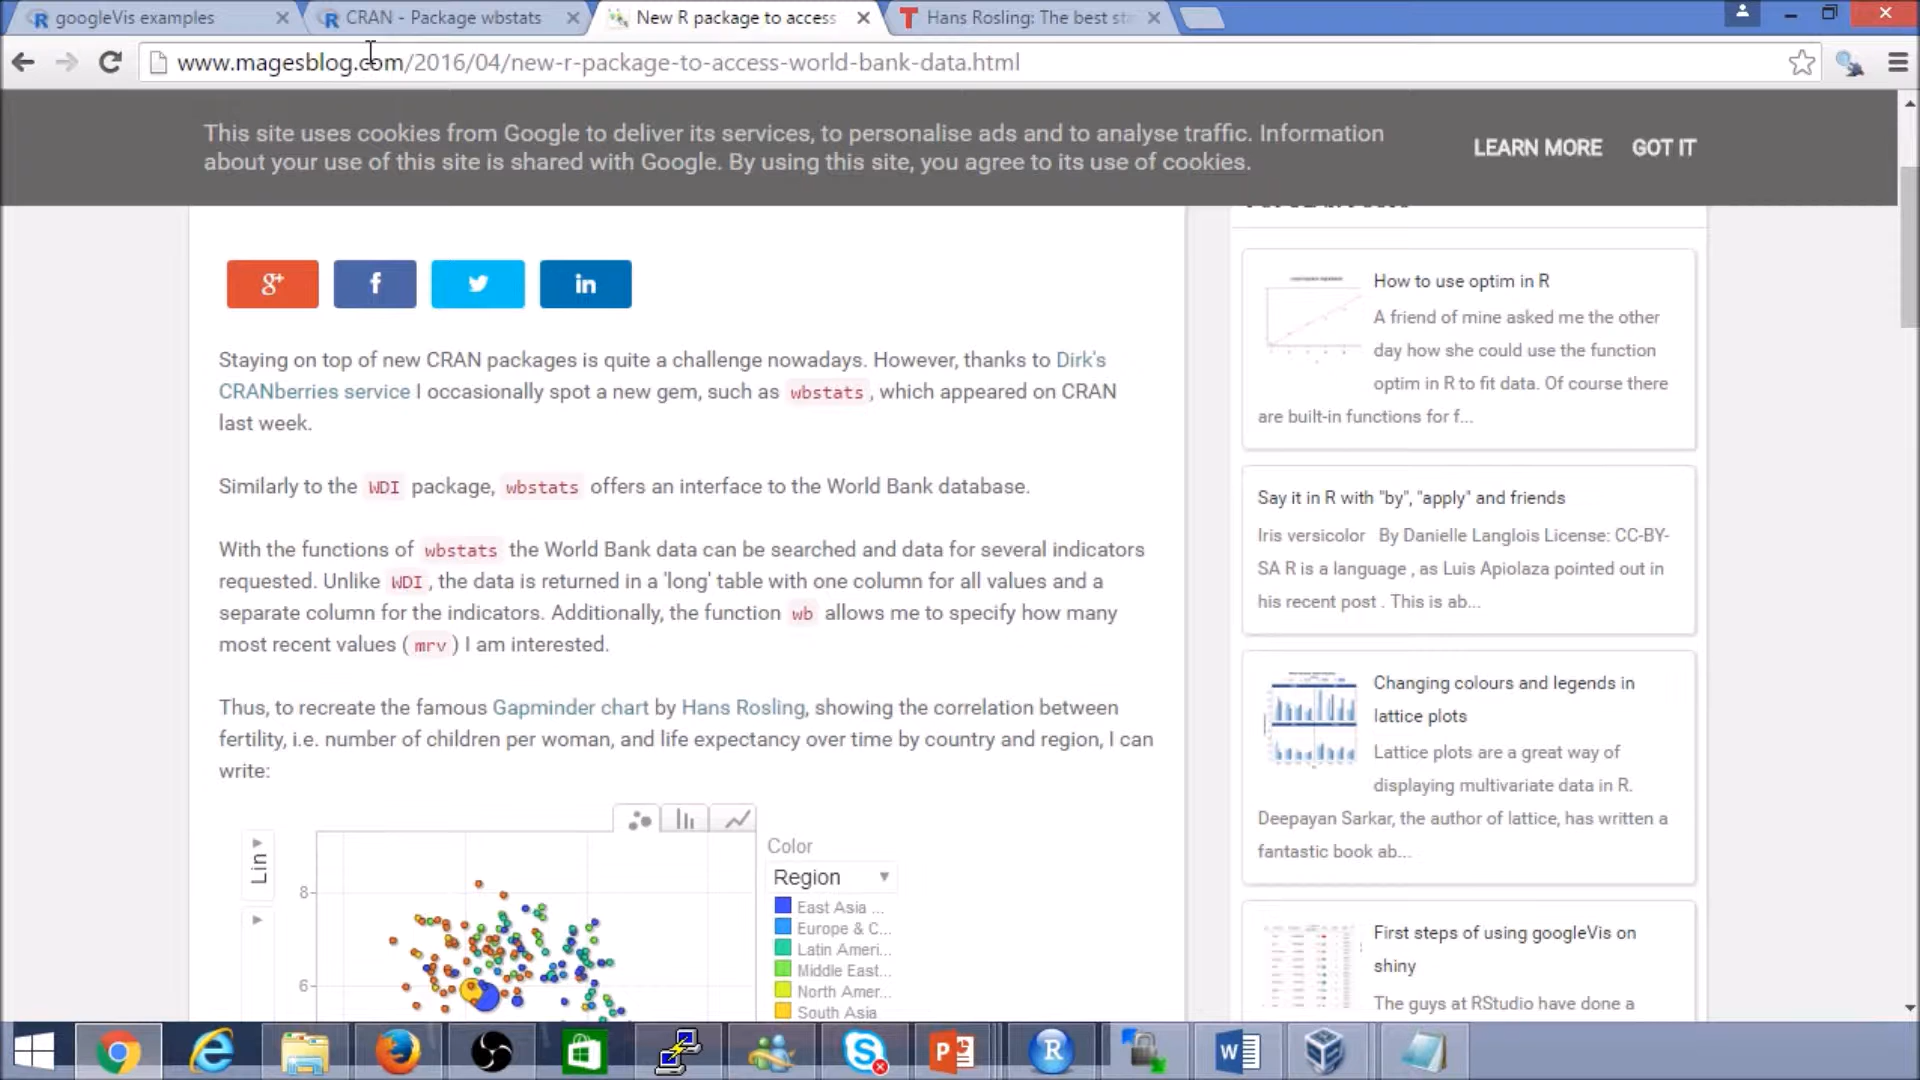 googleVis examples
CRAN - Package wbstats
New R package to access
Hans Rosling: The best sta
www.magesblog.com/2016/04/new-r-package-to-access-world-bank-data.html
This site uses cookies from Google to deliver its services, to personalise ads and to analyse traffic. Information
about your use of this site is shared with Google. By using this site, you agree to its use of cookies.
LEARN MORE
GOT IT
g+
f
in
Staying on top of new CRAN packages is quite a challenge nowadays. However, thanks to Dirk's
CRANberries service I occasionally spot a new gem, such as wbstats, which appeared on CRAN
last week.
Similarly to the WDI package, wbstats offers an interface to the World Bank database.
With the functions of wbstats the World Bank data can be searched and data for several indicators
requested. Unlike WDI, the data is returned in a 'long' table with one column for all values and a
separate column for the indicators. Additionally, the function wb allows me to specify how many
most recent values (mrv) I am interested.
Thus, to recreate the famous Gapminder chart by Hans Rosling, showing the correlation between
fertility, i.e. number of children per woman, and life expectancy over time by country and region, I can
write:
Lin
8
6
Color
Region
East Asia ...
Europe & C...
Latin Ameri...
Middle East...
North Amer...
South Asia
How to use optim in R
A friend of mine asked me the other
day how she could use the function
optim in R to fit data. Of course there
are built-in functions for f...
Say it in R with "by", "apply" and friends
Iris versicolor By Danielle Langlois License: CC-BY-
SA R is a language , as Luis Apiolaza pointed out in
his recent post . This is ab...
Changing colours and legends in
lattice plots
Lattice plots are a great way of
displaying multivariate data in R.
Deepayan Sarkar, the author of lattice, has written a
fantastic book ab...
First steps of using googleVis on
shiny
The guys at RStudio have done a